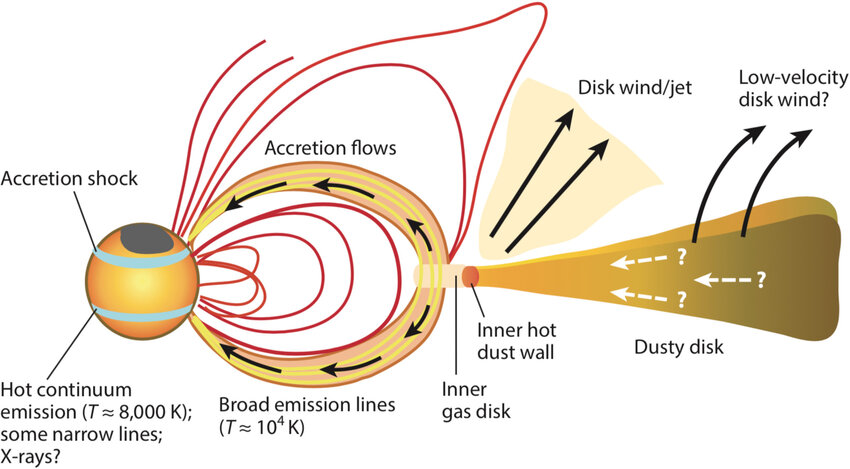 Disk wind/jet
Low-velocity
disk wind?
Accretion flows
Accretion shock
?
?
?
Inner hot
dust wall
Dusty disk
Inner
gas disk
Hot continuum
emission (T ≈ 8,000 K);
some narrow lines;
X-rays?
Broad emission lines
(T ≈ 10⁴ K)